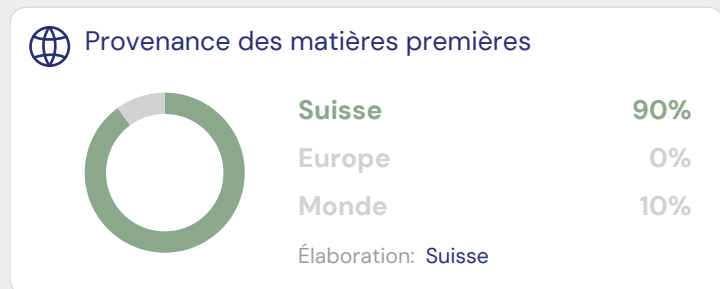 Provenance des matières premières
Suisse 90%
Europe 0%
Monde 10%
Élaboration: Suisse